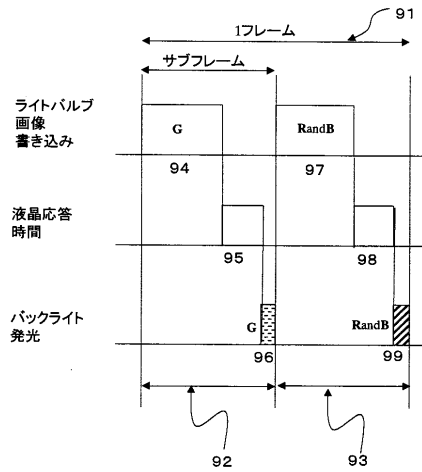 91
1フレーム
サブフレーム
ライトバルブ
画像
書き込み
G
RandB
94
97
液晶応答
時間
95
98
バックライト
発光
G
RandB
96
99
92
93